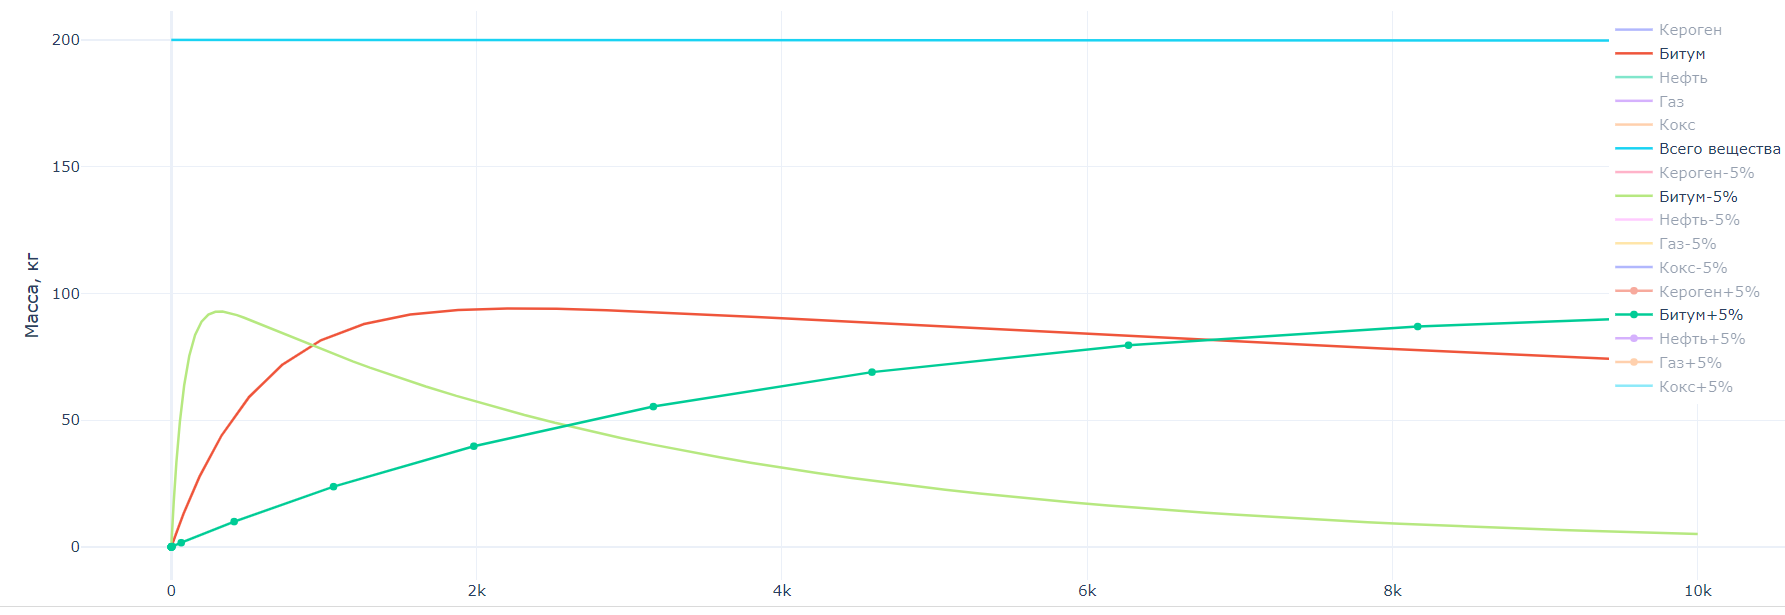 Масса, кг
200
150
100
50
0
0
2k
4k
6k
8k
10k
Кероген
Битум
Нефть
Газ
Кокс
Всего вещества
Кероген-5%
Битум-5%
Нефть-5%
Газ-5%
Кокс-5%
Кероген+5%
Битум+5%
Нефть+5%
Газ+5%
Кокс+5%